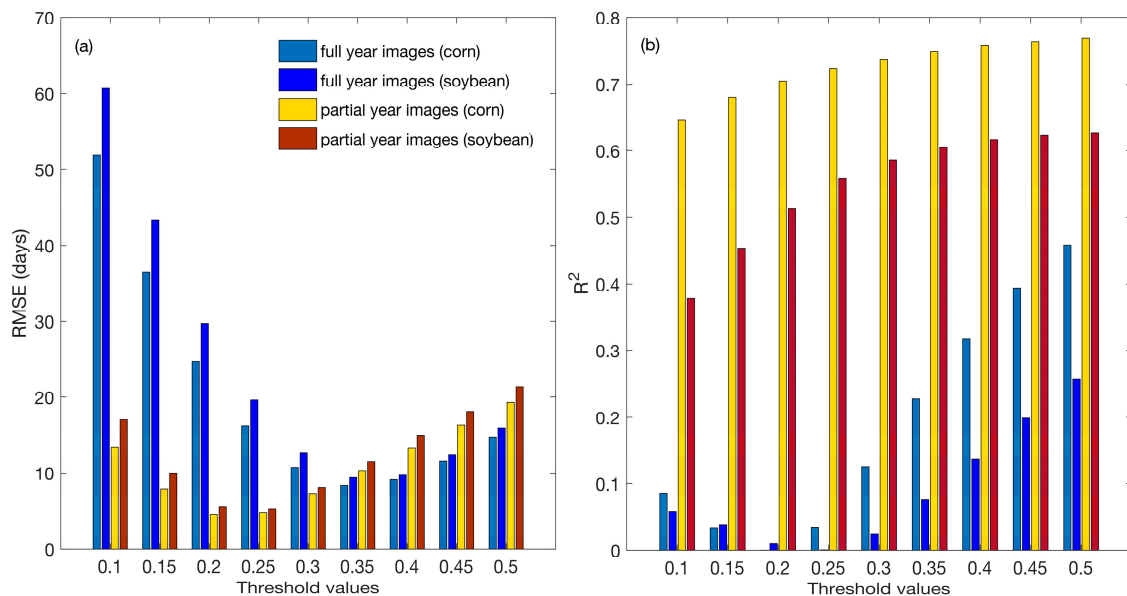 (a)
full year images (corn)
full year images (soybean)
partial year images (corn)
partial year images (soybean)
RMSE (days)
70
60
50
40
30
20
10
0
0.1 0.15 0.2 0.25 0.3 0.35 0.4 0.45 0.5
Threshold values
(b)
R²
0.8
0.7
0.6
0.5
0.4
0.3
0.2
0.1
0
0.1 0.15 0.2 0.25 0.3 0.35 0.4 0.45 0.5
Threshold values